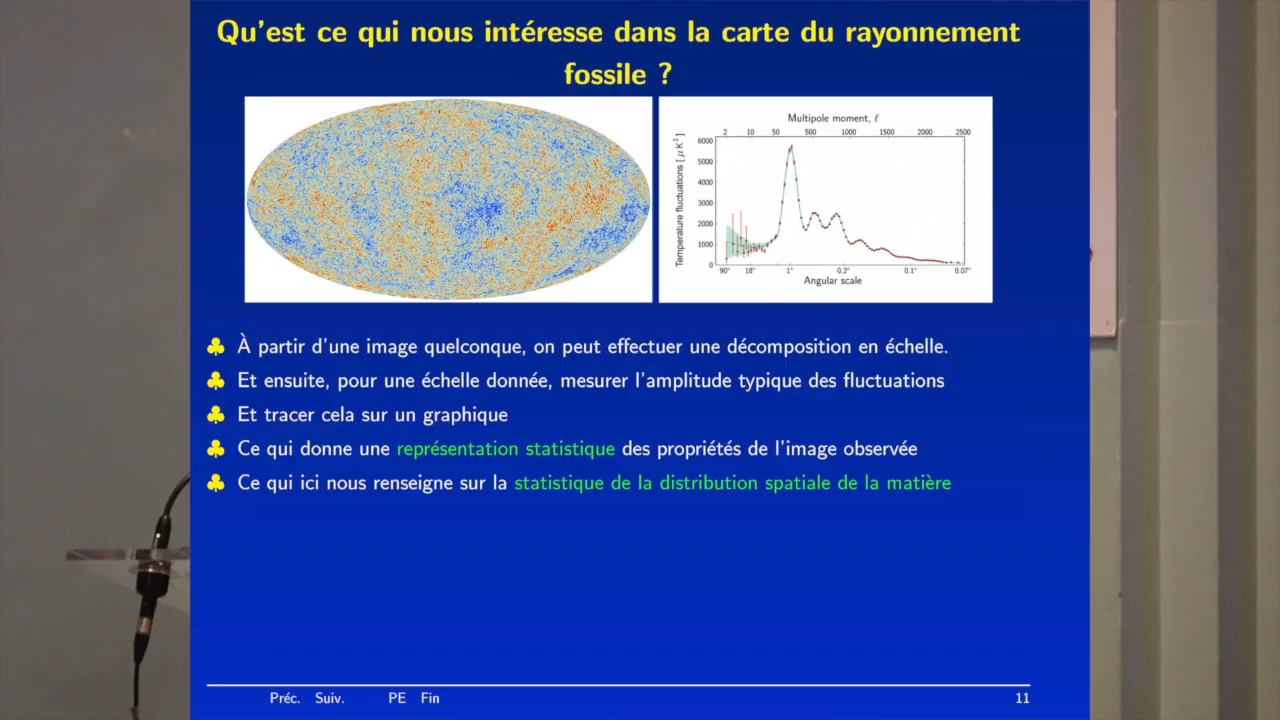 Qu'est ce qui nous intéresse dans la carte du rayonnement
fossile ?
Multipole moment, ℓ
2 10 50 500 1000 1500 2000 2500
Temperature fluctuations [ μK²]
6000
5000
4000
3000
2000
1000
0
90° 18° 1° 0.2° 0.1° 0.07°
Angular scale
♣ À partir d'une image quelconque, on peut effectuer une décomposition en échelle.
♣ Et ensuite, pour une échelle donnée, mesurer l'amplitude typique des fluctuations
♣ Et tracer cela sur un graphique
♣ Ce qui donne une représentation statistique des propriétés de l'image observée
♣ Ce qui ici nous renseigne sur la statistique de la distribution spatiale de la matière
Préc. Suiv. PE Fin 11